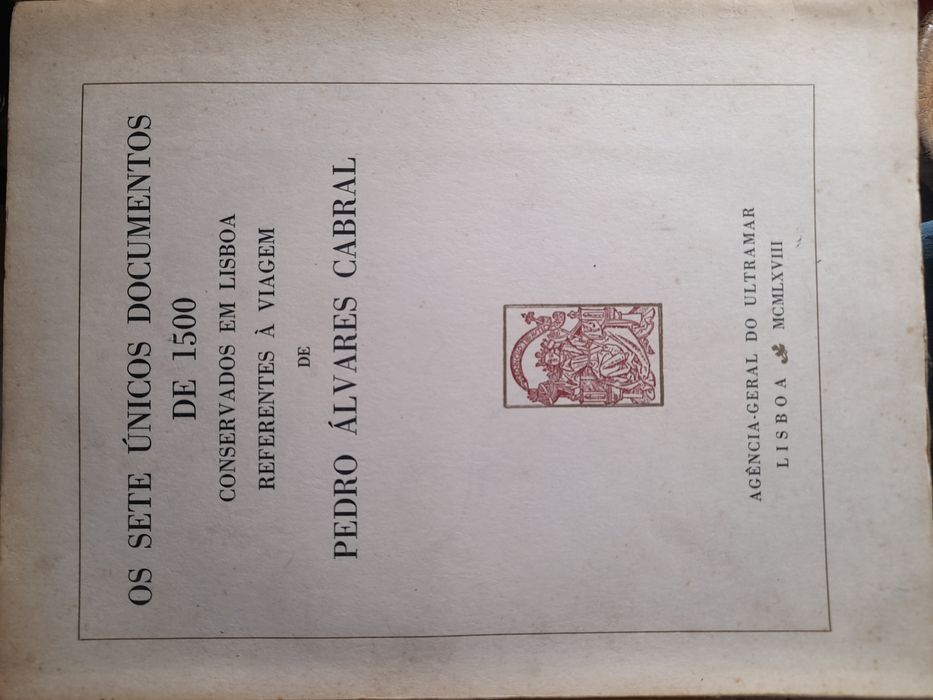 OS SETE ÚNICOS DOCUMENTOS
DE 1500
CONSERVADOS EM LISBOA
REFERENTES À VIAGEM
DE
PEDRO ÁLVARES CABRAL
AGÊNCIA-GERAL DO ULTRAMAR
LISBOA MCMLXVIII